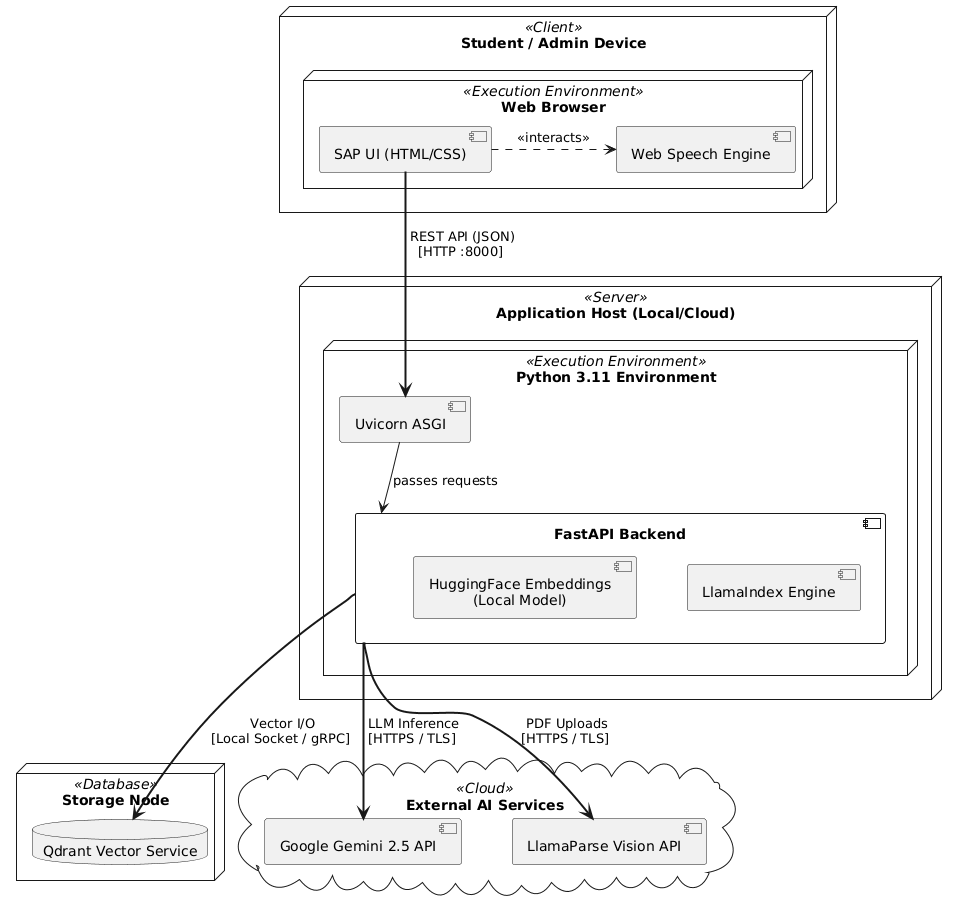 «Client»
Student / Admin Device
«Execution Environment»
Web Browser
SAP UI (HTML/CSS)
«interacts»
Web Speech Engine
REST API (JSON)
[HTTP :8000]
«Server»
Application Host (Local/Cloud)
«Execution Environment»
Python 3.11 Environment
Uvicorn ASGI
passes requests
FastAPI Backend
HuggingFace Embeddings
(Local Model)
LlamaIndex Engine
Vector I/O
[Local Socket / gRPC]
LLM Inference
[HTTPS / TLS]
PDF Uploads
[HTTPS / TLS]
«Database»
Storage Node
Qdrant Vector Service
«Cloud»
External AI Services
Google Gemini 2.5 API
LlamaParse Vision API